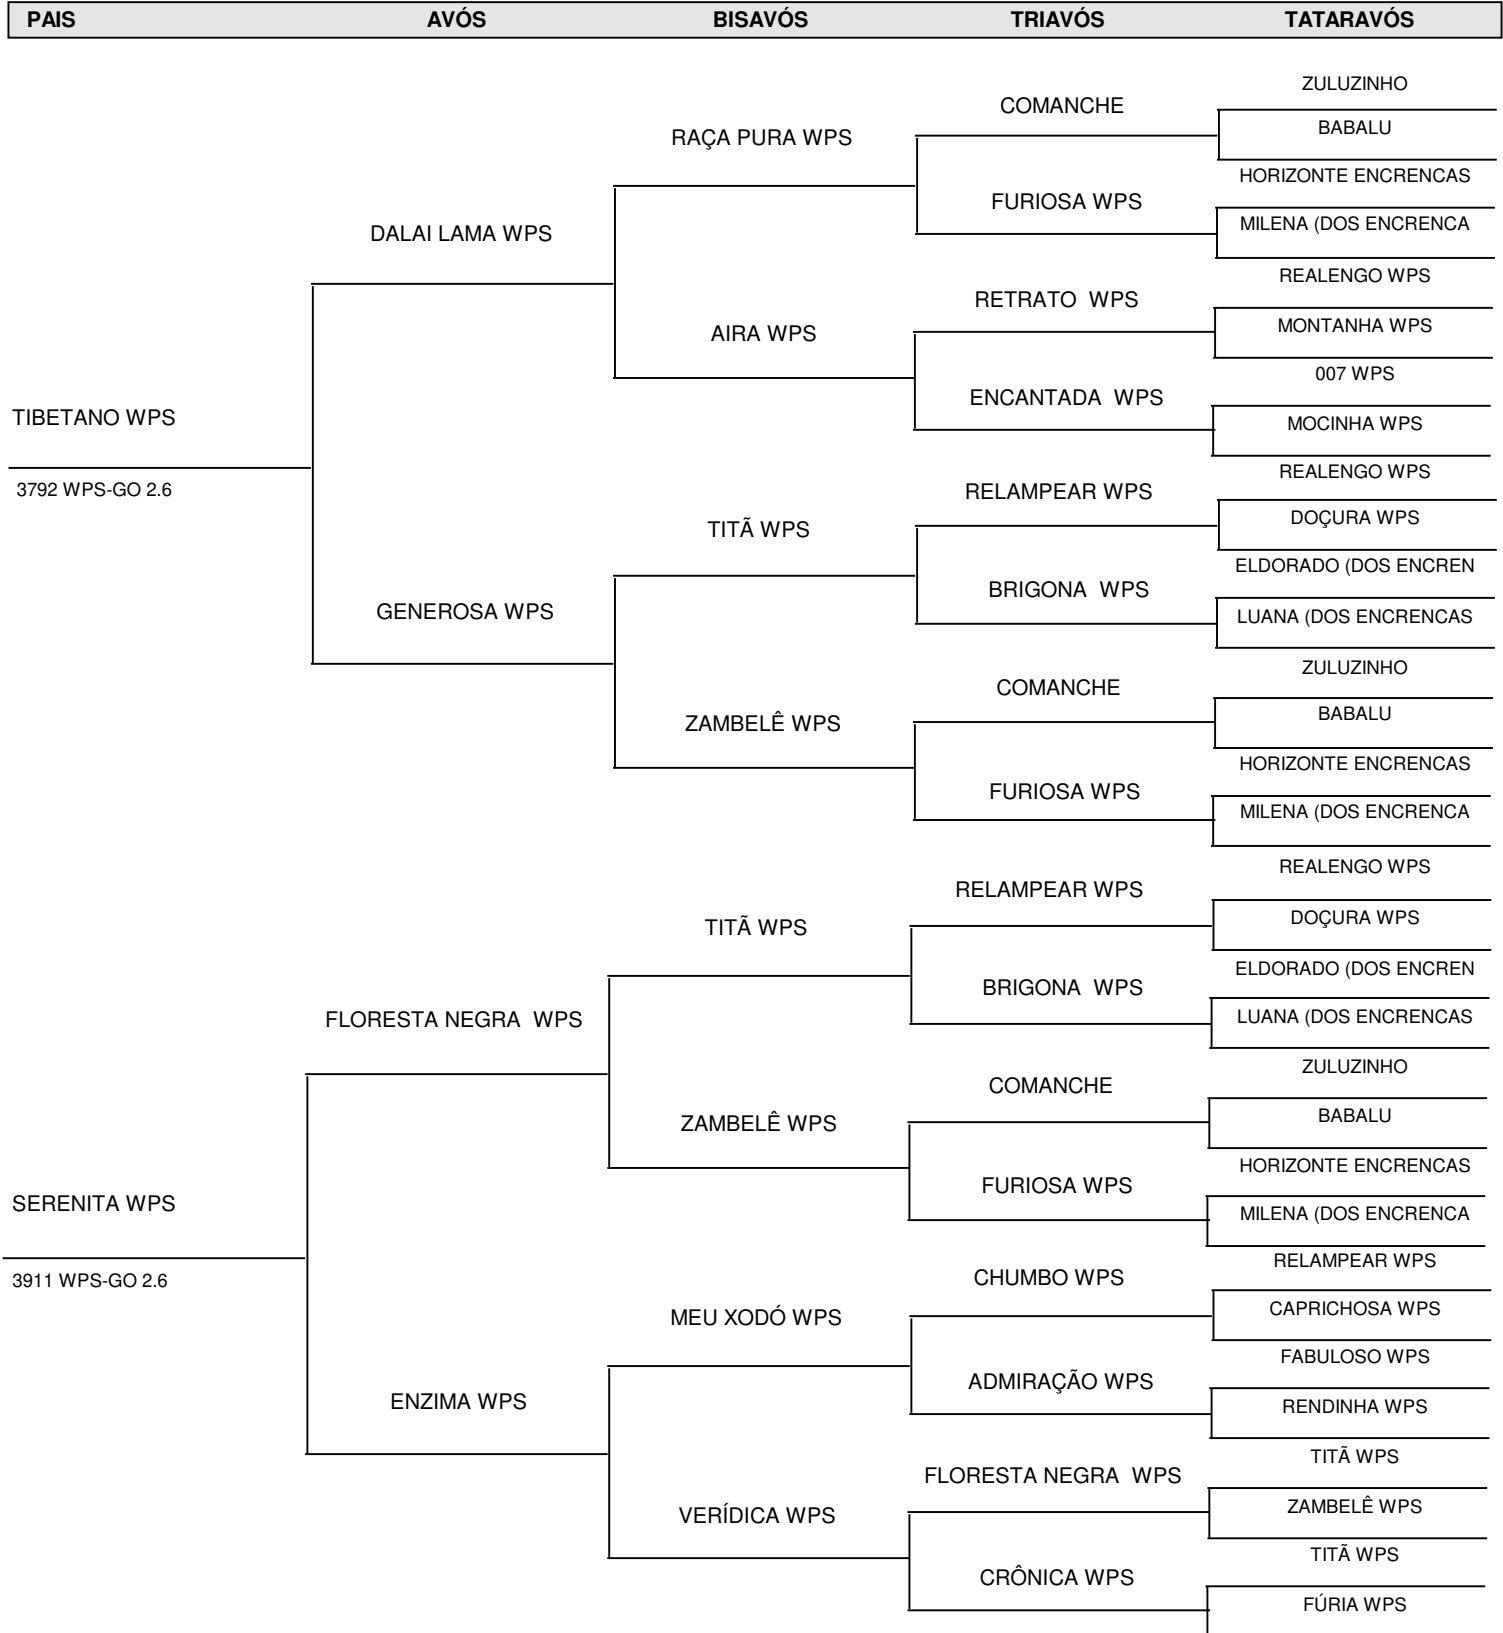 PAIS AVÓS BISAVÓS TRIAVÓS TATARAVÓS
ZULUZINHO
COMANCHE
BABALU
RAÇA PURA WPS
HORIZONTE ENCRENCAS
FURIOSA WPS
MILENA (DOS ENCRENCA
DALAI LAMA WPS
REALENGO WPS
RETRATO WPS
MONTANHA WPS
AIRA WPS
007 WPS
ENCANTADA WPS
MOCINHA WPS
TIBETANO WPS
REALENGO WPS
3792 WPS-GO 2.6
RELAMPEAR WPS
DOÇURA WPS
TITÃ WPS
ELDORADO (DOS ENCREN
BRIGONA WPS
GENEROSA WPS
LUANA (DOS ENCRENCAS
ZULUZINHO
COMANCHE
BABALU
ZAMBELÊ WPS
HORIZONTE ENCRENCAS
FURIOSA WPS
MILENA (DOS ENCRENCA
REALENGO WPS
RELAMPEAR WPS
DOÇURA WPS
TITÃ WPS
ELDORADO (DOS ENCREN
BRIGONA WPS
LUANA (DOS ENCRENCAS
FLORESTA NEGRA WPS
ZULUZINHO
COMANCHE
BABALU
ZAMBELÊ WPS
HORIZONTE ENCRENCAS
FURIOSA WPS
SERENITA WPS
MILENA (DOS ENCRENCA
RELAMPEAR WPS
3911 WPS-GO 2.6
CHUMBO WPS
CAPRICHOSA WPS
MEU XODÓ WPS
FABULOSO WPS
ADMIRAÇÃO WPS
ENZIMA WPS
RENDINHA WPS
TITÃ WPS
FLORESTA NEGRA WPS
ZAMBELÊ WPS
VERÍDICA WPS
TITÃ WPS
CRÔNICA WPS
FÚRIA WPS